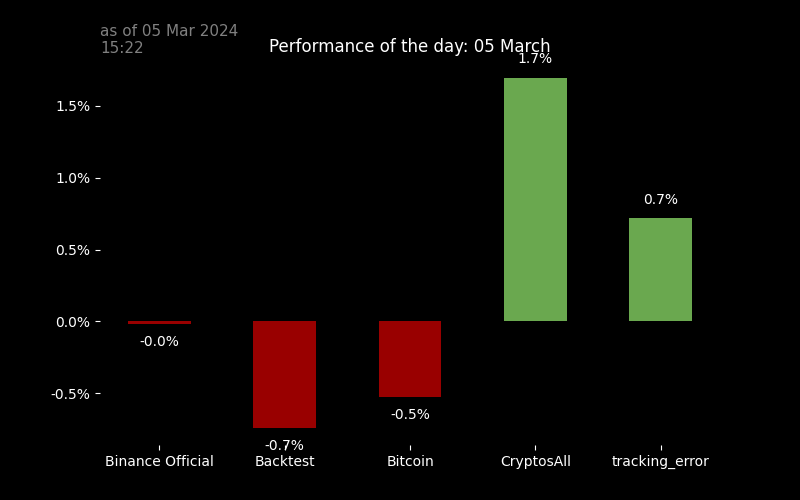 as of 05 Mar 2024
15:22
Performance of the day: 05 March
1.7%
1.5%
1.0%
0.7%
0.5%
0.0%
-0.0%
-0.5%
-0.5%
-0.7%
Binance Official
Backtest
Bitcoin
CryptosAll
tracking_error